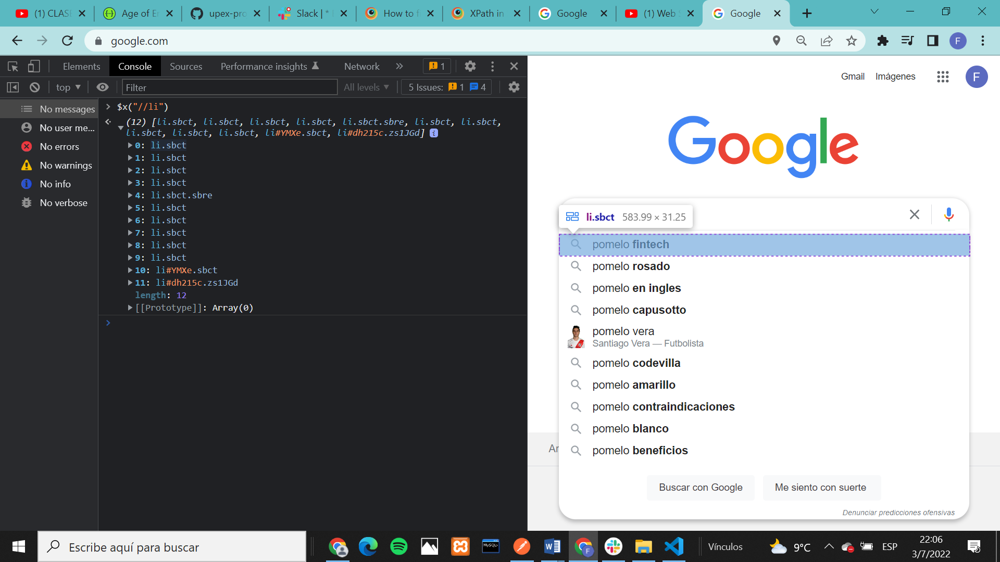 (1) CLAS
Age of E
upex-pro
Slack | *
How to f
XPath in
Google
(1) Web S
Google
google.com
F
Elements
Console
Sources
Performance insights
Network
1
top
Filter
All levels
5 Issues: 1 4
No messages
No user me...
No errors
No warnings
No info
No verbose
$x("//li")
(12) [li.sbct, li.sbct, li.sbct, li.sbct, li.sbct.sbre, li.sbct, li.sbct,
li.sbct, li.sbct, li.sbct, li#YMXe.sbct, li#dh215c.zs1JGd]
0: li.sbct
1: li.sbct
2: li.sbct
3: li.sbct
4: li.sbct.sbre
5: li.sbct
6: li.sbct
7: li.sbct
8: li.sbct
9: li.sbct
10: li#YMXe.sbct
11: li#dh215c.zs1JGd
length: 12
[[Prototype]]: Array(0)
Gmail
Imágenes
F
Google
li.sbct 583.99 × 31.25
pomelo fintech
pomelo rosado
pomelo en ingles
pomelo capusotto
pomelo vera
Santiago Vera — Futbolista
pomelo codevilla
pomelo amarillo
pomelo contraindicaciones
pomelo blanco
pomelo beneficios
Buscar con Google
Me siento con suerte
Denunciar predicciones ofensivas
Escribe aquí para buscar
MySQL
Vínculos
9°C
ESP
22:06
3/7/2022